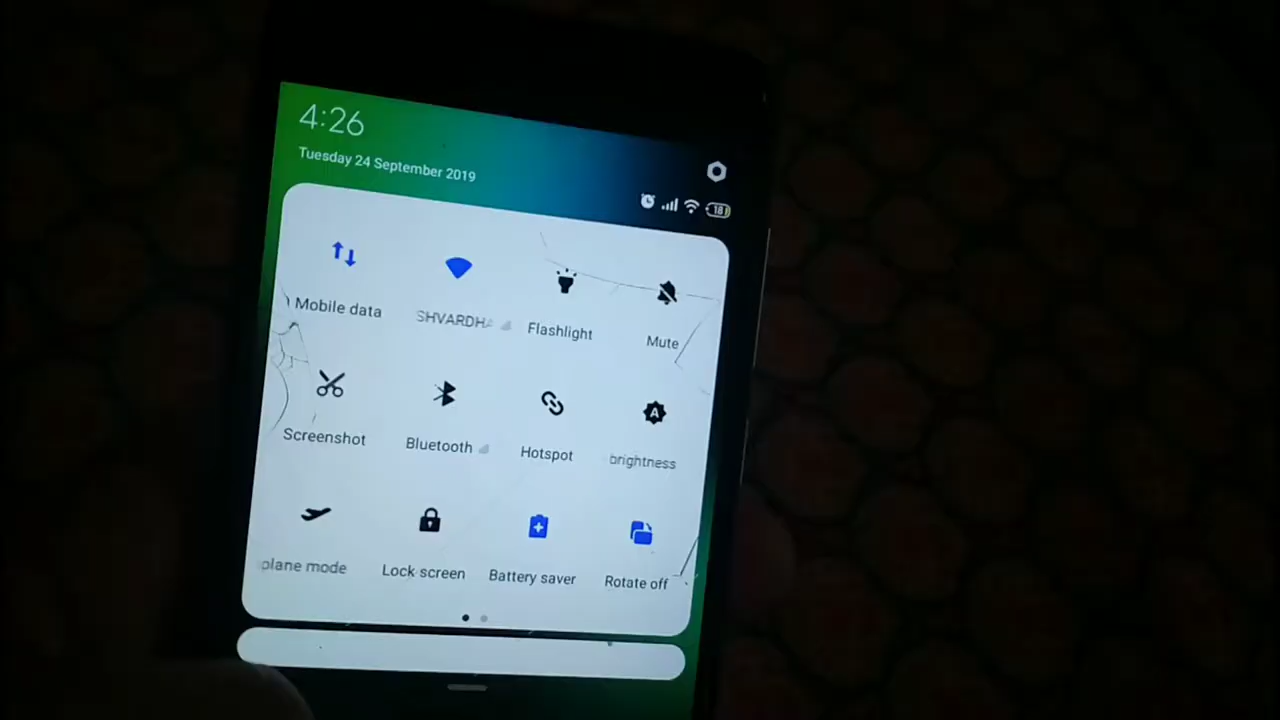 4:26
Tuesday 24 September 2019
18
Mobile data
SHVARDHA
Flashlight
Mute
Screenshot
Bluetooth
Hotspot
A
brightness
plane mode
Lock screen
Battery saver
Rotate off